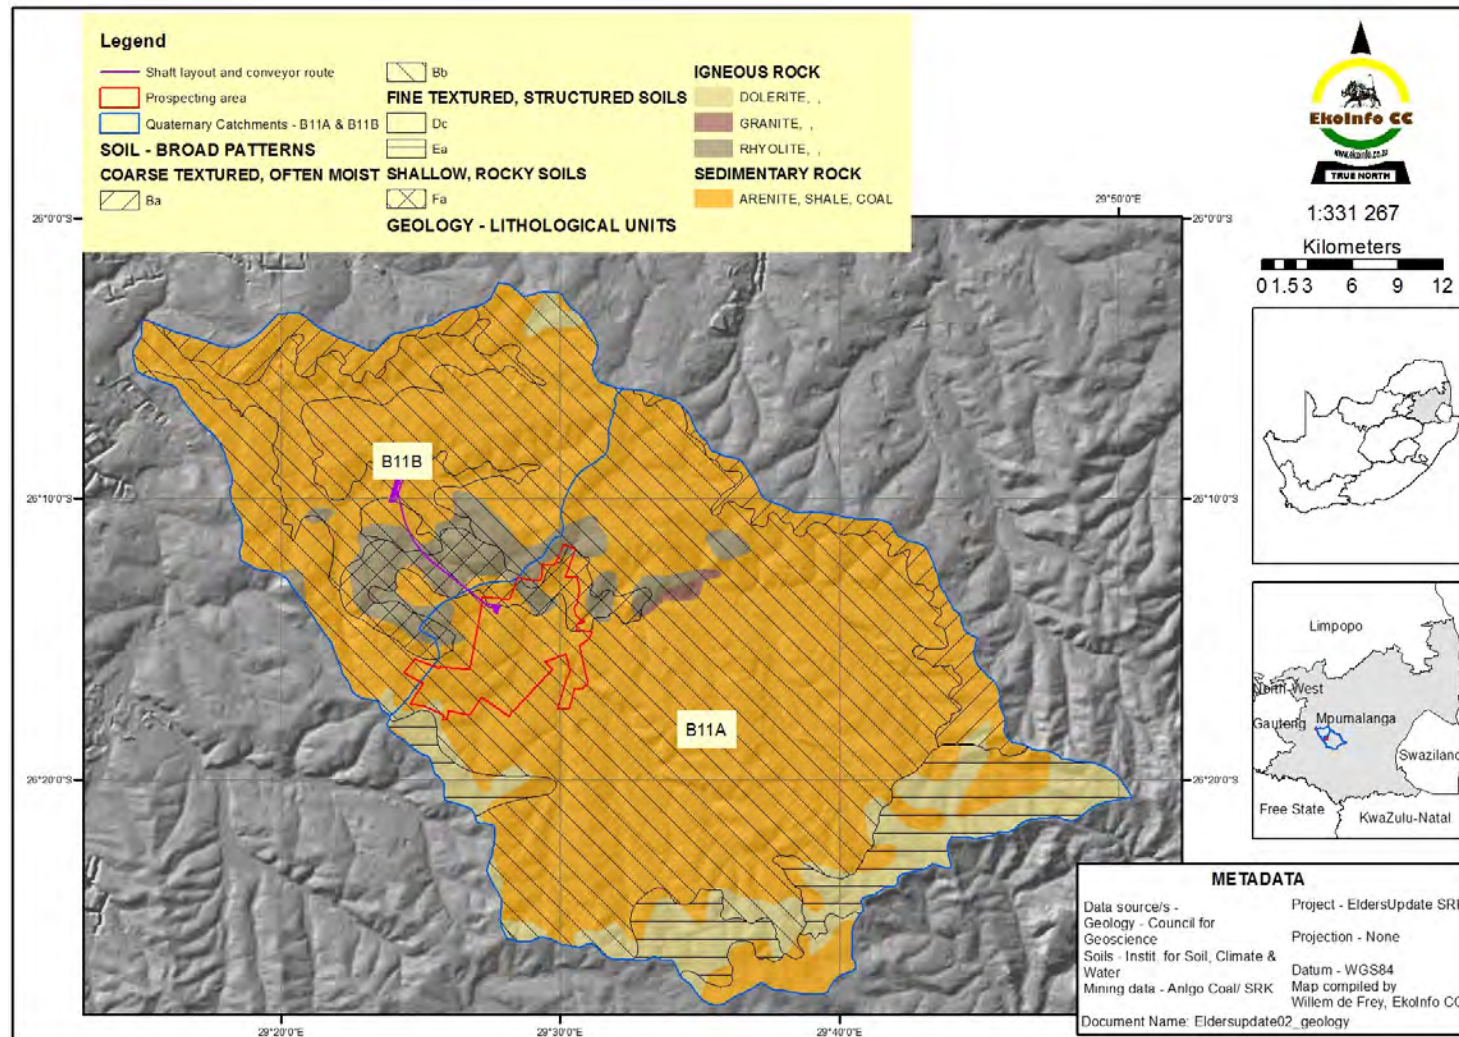 Legend
Shaft layout and conveyor route
Prospecting area
Quaternary Catchments - B11A & B11B
SOIL - BROAD PATTERNS
COARSE TEXTURED, OFTEN MOIST
Ba
Bb
FINE TEXTURED, STRUCTURED SOILS
Dc
Ea
SHALLOW, ROCKY SOILS
Fa
GEOLOGY - LITHOLOGICAL UNITS
IGNEOUS ROCK
DOLERITE, ,
GRANITE, ,
RHYOLITE, ,
SEDIMENTARY ROCK
ARENITE, SHALE, COAL
EkoInfo CC
www.ekoinfo.co.za
TRUE NORTH
1:331 267
Kilometers
0 1.5 3 6 9 12
29°50'0"E
26°0'0"S
26°0'0"S
B11B
26°10'0"S
26°10'0"S
B11A
26°20'0"S
26°20'0"S
29°20'0"E
29°30'0"E
29°40'0"E
Limpopo
North-West
Gauteng
Mpumalanga
Swaziland
Free State
KwaZulu-Natal
METADATA
Data source/s -
Geology - Council for
Geoscience
Soils - Instit. for Soil, Climate &
Water
Mining data - Anlgo Coal/ SRK
Project - EldersUpdate SRK
Projection - None
Datum - WGS84
Map compiled by
Willem de Frey, EkoInfo CC
Document Name: Eldersupdate02_geology